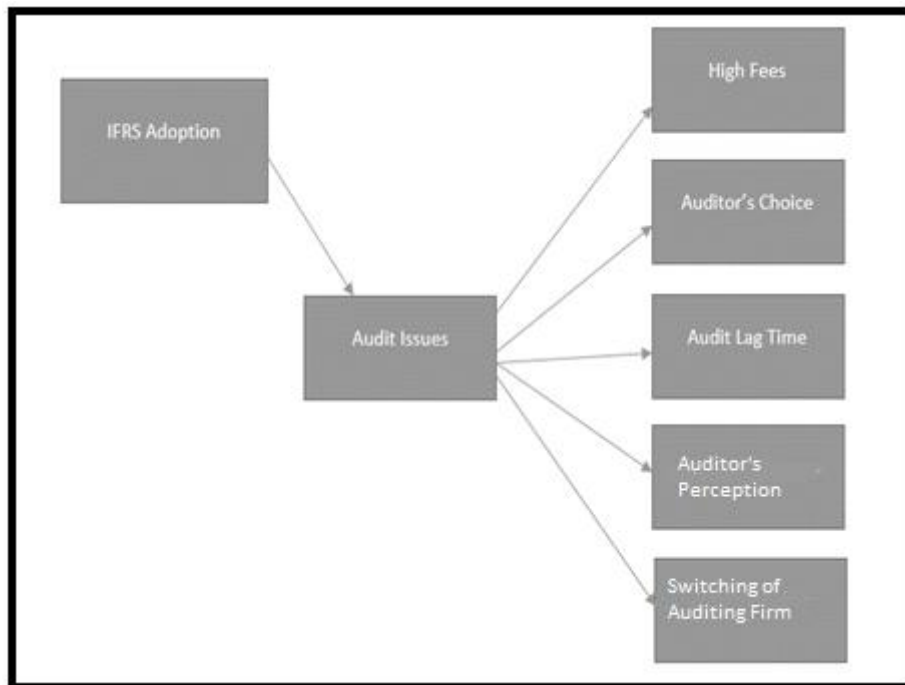 High Fees
IFRS Adoption
Auditor's Choice
Audit Issues
Audit Lag Time
Auditor's
Perception
Switching of
Auditing Firm